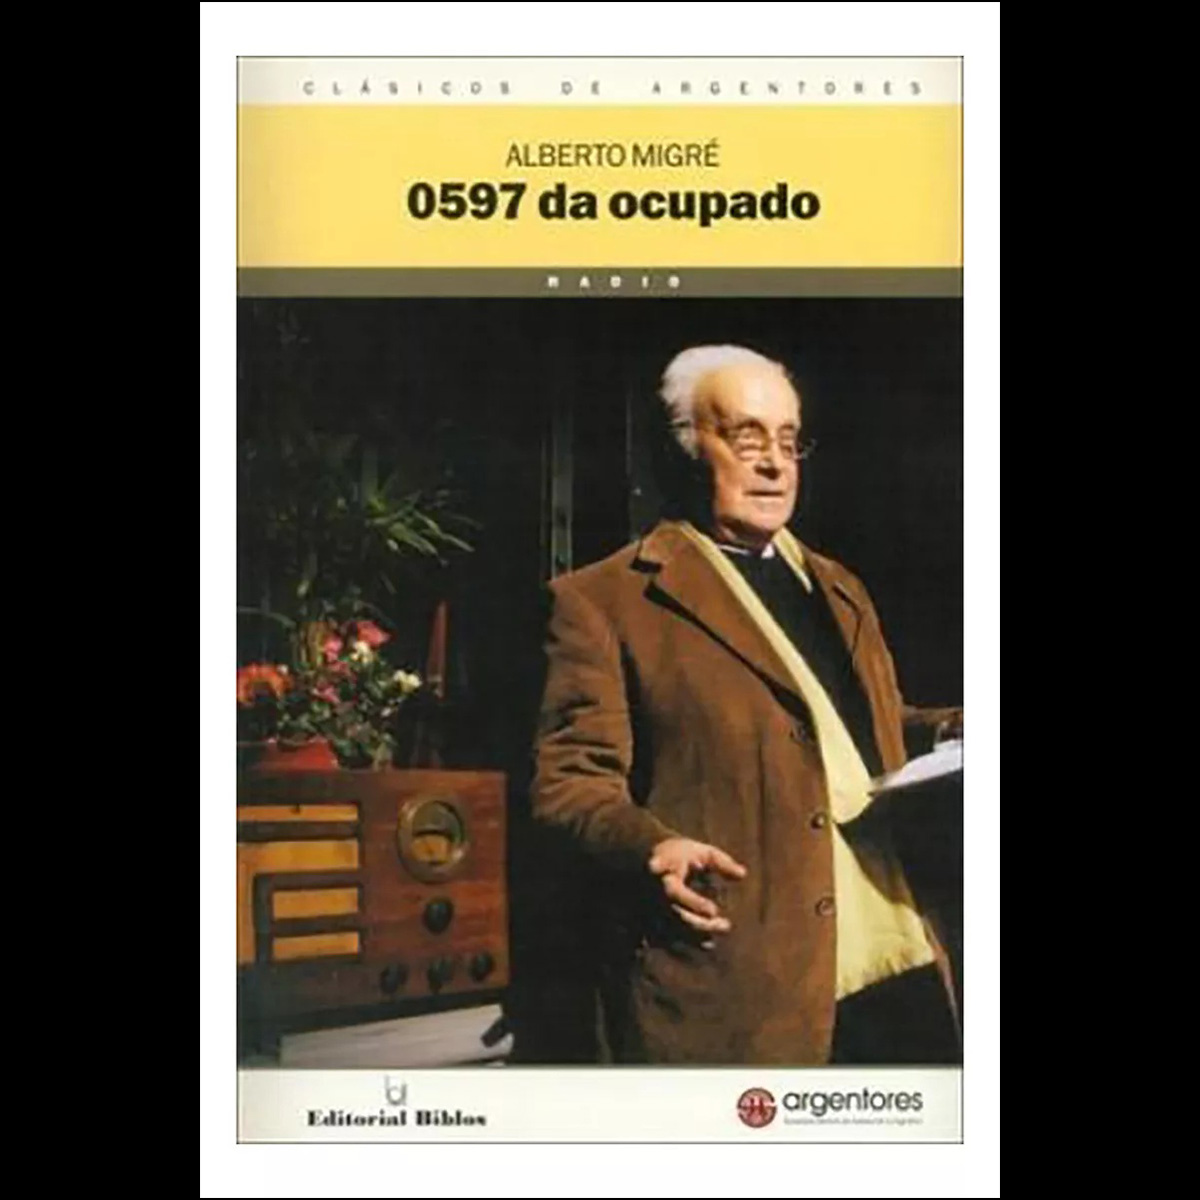 CLÁSICOS DE ARGENTORES
ALBERTO MIGRÉ
0597 da ocupado
RADIO
Editorial Biblos
argentores